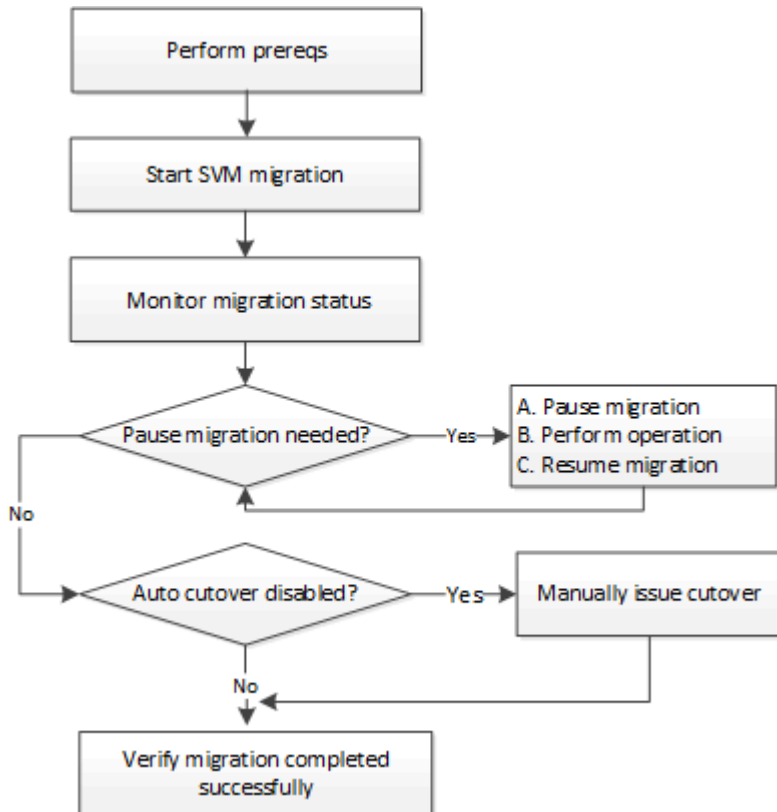 Perform prereqs
Start SVM migration
Monitor migration status
Pause migration needed?
Yes
A. Pause migration
B. Perform operation
C. Resume migration
No
Auto cutover disabled?
Yes
Manually issue cutover
No
Verify migration completed
successfully